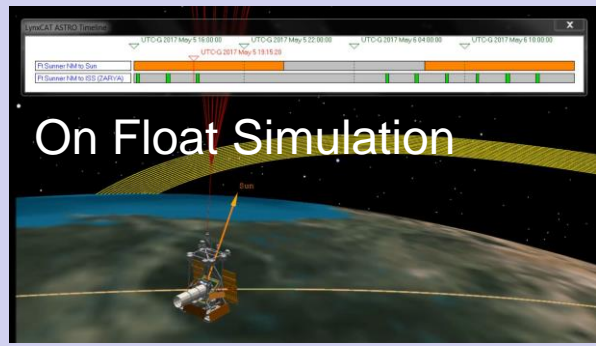 LynxCAT ASTRO Timeline
X
UTC-G 2017 May 5 16:00:00
UTC-G 2017 May 5 22:00:00
UTC-G 2017 May 6 04:00:00
UTC-G 2017 May 6 10:00:00
UTC-G 2017 May 5 19:15:20
Ft Sumner NM to Sun
Ft Sumner NM to ISS (ZARYA)
On Float Simulation
Sun